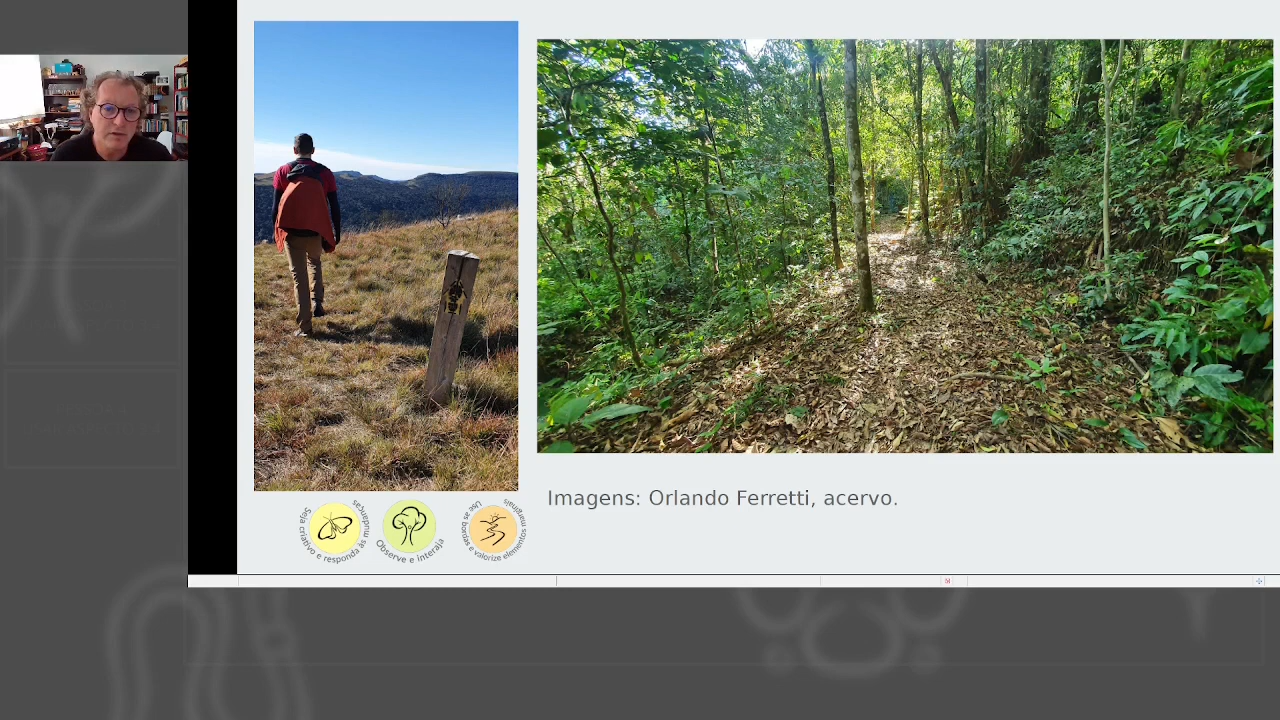 Imagens: Orlando Ferretti, acervo.
Seja criativo e responda às mudanças
Observe e interaja
Use as bordas e valorize elementos marginais
M